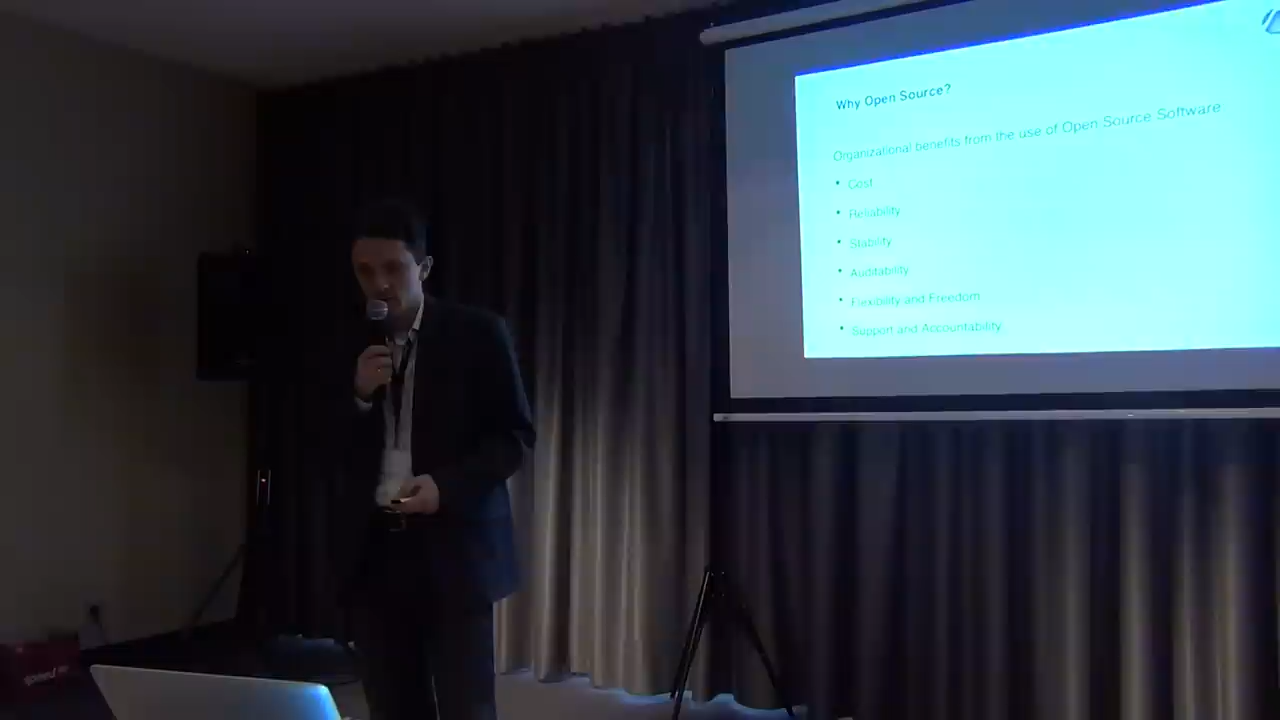 Why Open Source?
Organizational benefits from the use of Open Source Software
• Cost
• Reliability
• Stability
• Auditability
• Flexibility and Freedom
• Support and Accountability